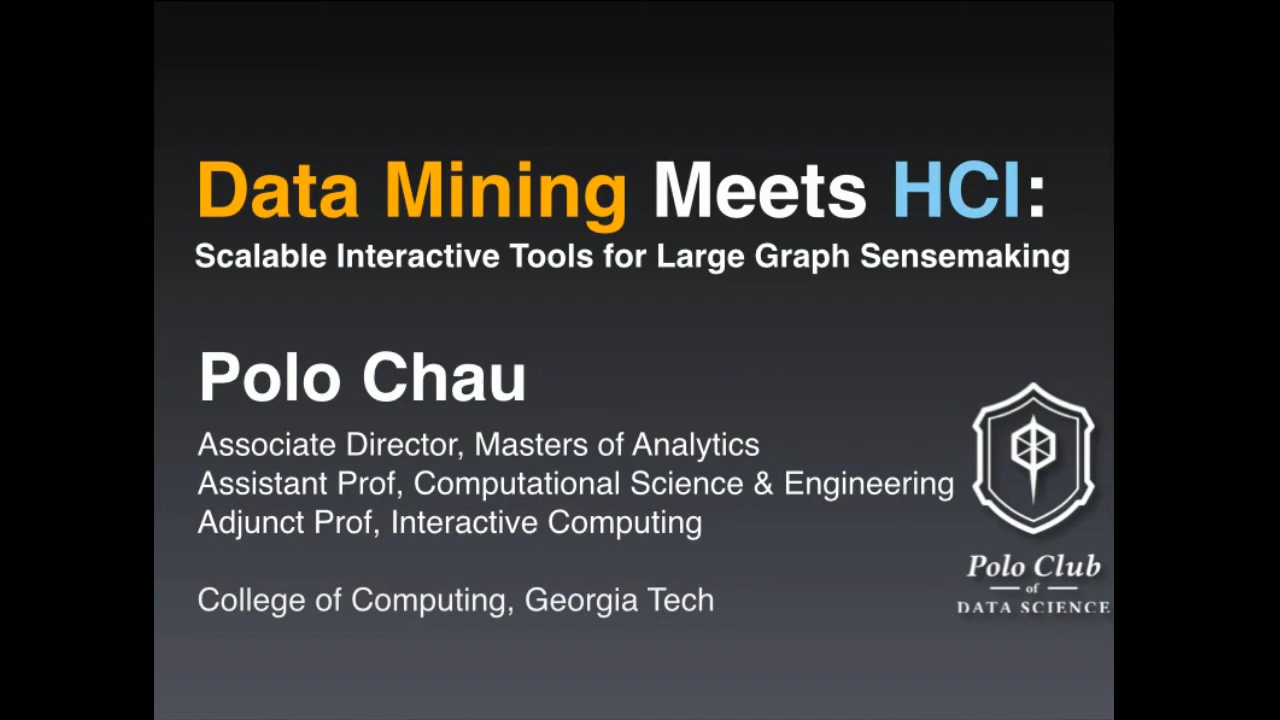 Data Mining Meets HCI:
Scalable Interactive Tools for Large Graph Sensemaking
Polo Chau
Associate Director, Masters of Analytics
Assistant Prof, Computational Science & Engineering
Adjunct Prof, Interactive Computing
College of Computing, Georgia Tech
Polo Club
of
DATA SCIENCE